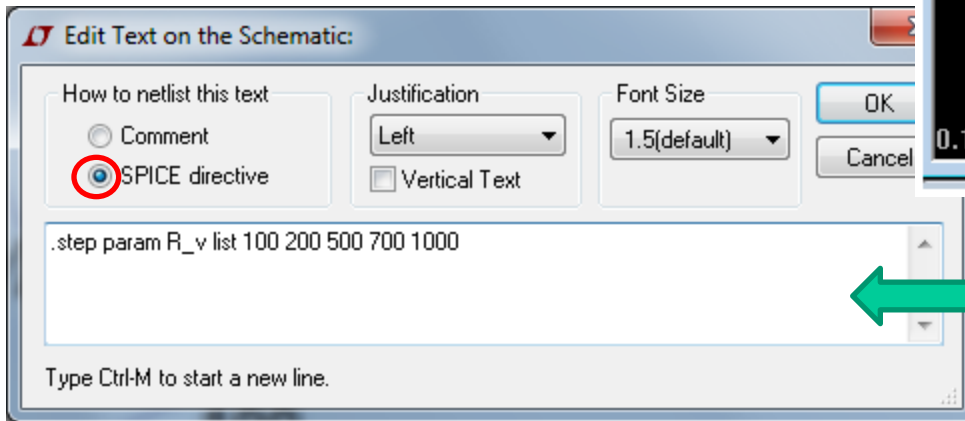 Edit Text on the Schematic:
How to netlist this text
Comment
SPICE directive
Justification
Left
Vertical Text
Font Size
1.5(default)
OK
Cancel
.step param R_v list 100 200 500 700 1000
Type Ctrl-M to start a new line.